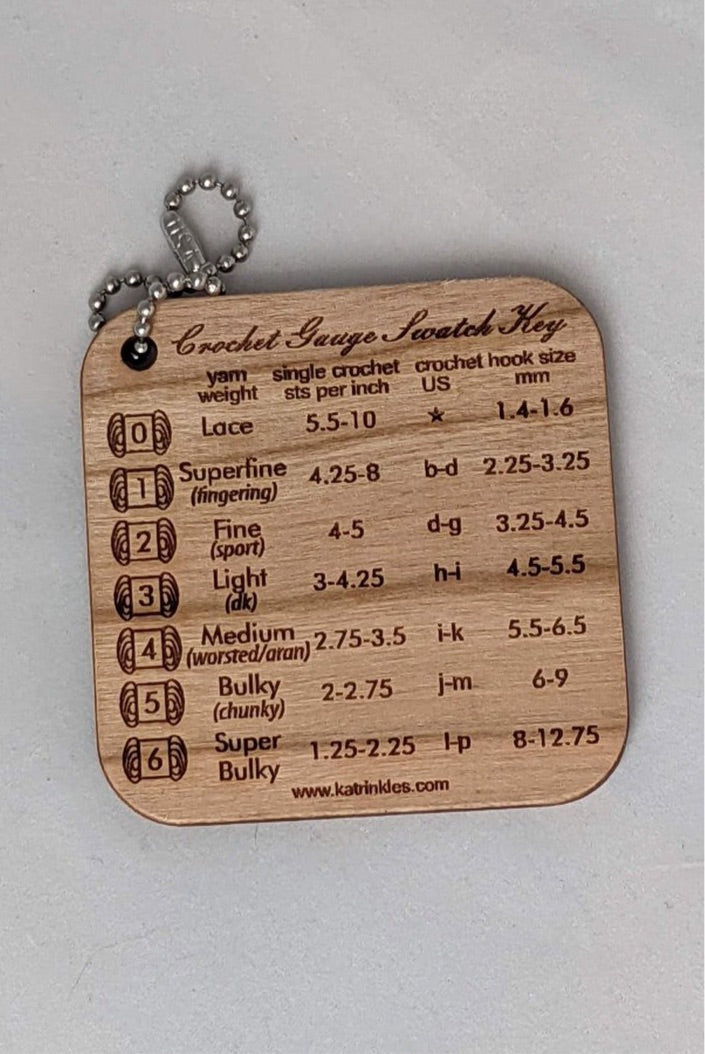 USA
Crochet Gauge Swatch Key
yarn weight single crochet sts per inch crochet hook size US mm
0 Lace 5.5-10 ★ 1.4-1.6
1 Superfine (fingering) 4.25-8 b-d 2.25-3.25
2 Fine (sport) 4-5 d-g 3.25-4.5
3 Light (dk) 3-4.25 h-i 4.5-5.5
4 Medium (worsted/aran) 2.75-3.5 i-k 5.5-6.5
5 Bulky (chunky) 2-2.75 j-m 6-9
6 Super Bulky 1.25-2.25 l-p 8-12.75
www.katrinkles.com